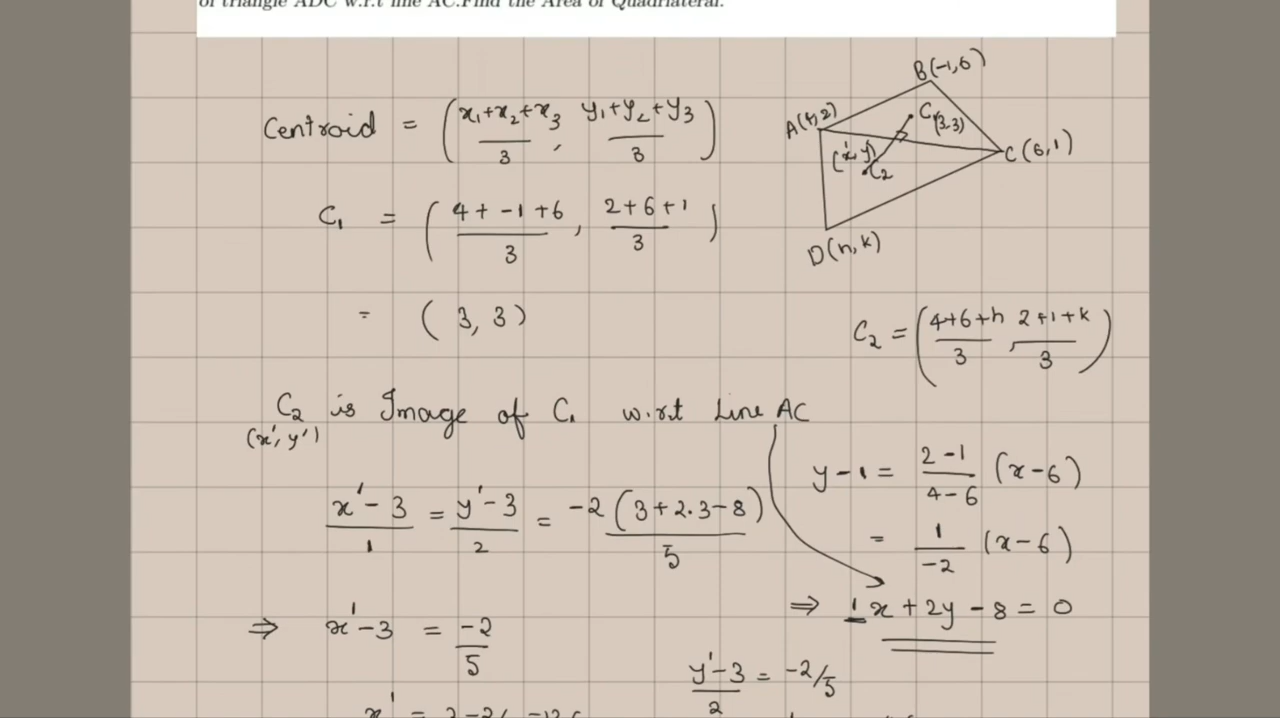 of triangle ADC w.r.t line AC.Find the Area of Quadrilateral.
Centroid = ( x₁+x₂+x₃ / 3 , y₁+y₂+y₃ / 3 )
B(-1,6)
A(4,2)
C₁(3,3)
C(6,1)
(x', y')
C₂
D(h,k)
C₁ = ( 4+-1+6 / 3 , 2+6+1 / 3 )
= ( 3, 3 )
C₂ = ( 4+6+h / 3 , 2+1+k / 3 )
C₂ is Image of C₁ w.r.t Line AC
(x', y')
y-1 = 2-1 / 4-6 (x-6)
x'-3 / 1 = y'-3 / 2 = -2 (3+2.3-8) / 5
= 1 / -2 (x-6)
⇒ 1x+2y-8=0
⇒ x'-3 = -2 / 5
y'-3 / 2 = -2/5